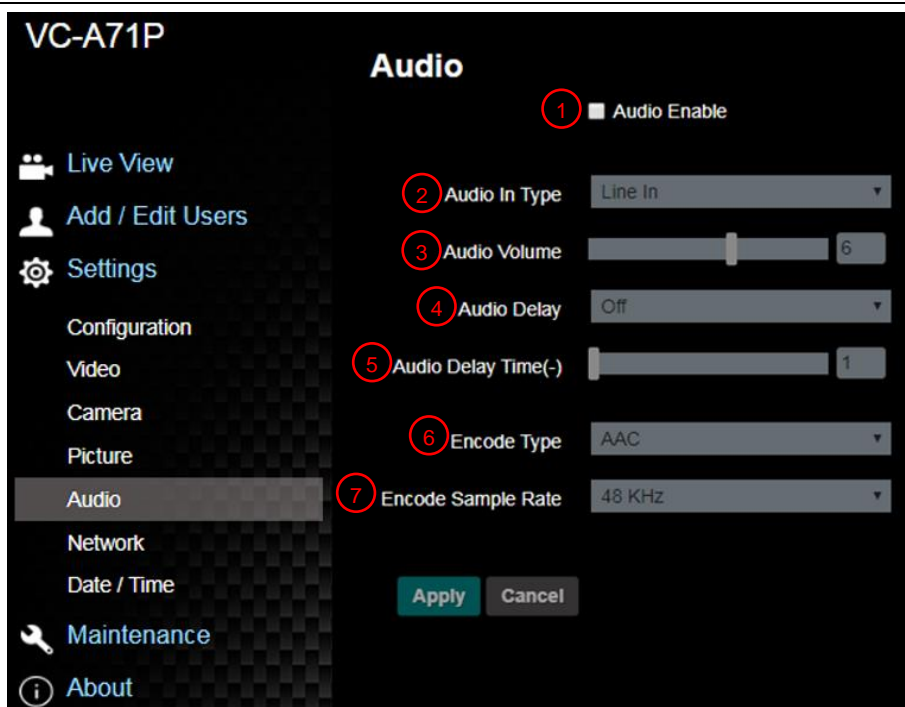 VC-A71P
Live View
Add / Edit Users
Settings
Configuration
Video
Camera
Picture
Audio
Network
Date / Time
Maintenance
About
Audio
1 Audio Enable
2 Audio In Type Line In
3 Audio Volume 6
4 Audio Delay Off
5 Audio Delay Time(-) 1
6 Encode Type AAC
7 Encode Sample Rate 48 KHz
Apply Cancel